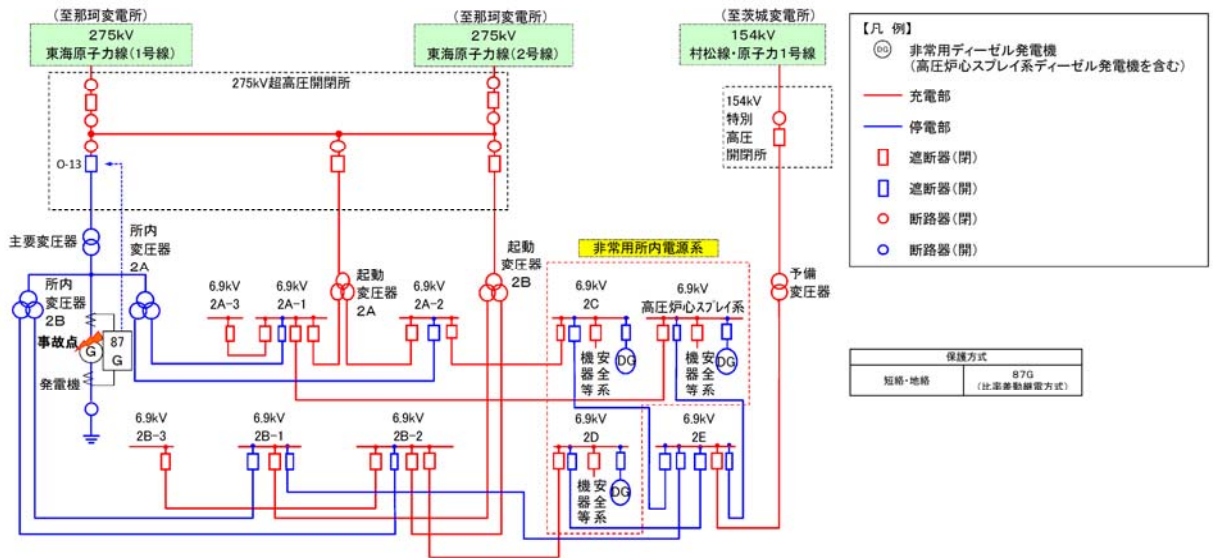 (至那珂変電所)
275kV
東海原子力線(1号線)
(至那珂変電所)
275kV
東海原子力線(2号線)
(至茨城変電所)
154kV
村松線・原子力1号線
275kV超高圧開閉所
154kV
特別
高圧
開閉所
O-13
主要変圧器
所内
変圧器
2A
所内
変圧器
2B
事故点
G
87
G
発電機
起動
変圧器
2A
起動
変圧器
2B
予備
変圧器
非常用所内電源系
6.9kV
2A-3
6.9kV
2A-1
6.9kV
2A-2
6.9kV
2C
6.9kV
高圧炉心スプレイ系
安全系
機器等
DG
安全系
機器等
DG
6.9kV
2B-3
6.9kV
2B-1
6.9kV
2B-2
6.9kV
2D
6.9kV
2E
安全系
機器等
DG
【凡 例】
DG
非常用ディーゼル発電機
(高圧炉心スプレイ系ディーゼル発電機を含む)
充電部
停電部
遮断器(閉)
遮断器(開)
断路器(閉)
断路器(開)
保護方式
短絡・地絡
87G
(比率差動継電方式)